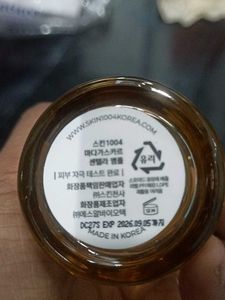 WWW.SKIN1004KOREA.COM
스킨1004
마다가스카르
센텔라 앰플
| 피부 자극 테스트 완료 |
화장품책임판매업자
㈜스킨천사
화장품제조업자
㈜에스알바이오텍
DC27S EXP 2026.09.05 까지
MADE IN KOREA
유리